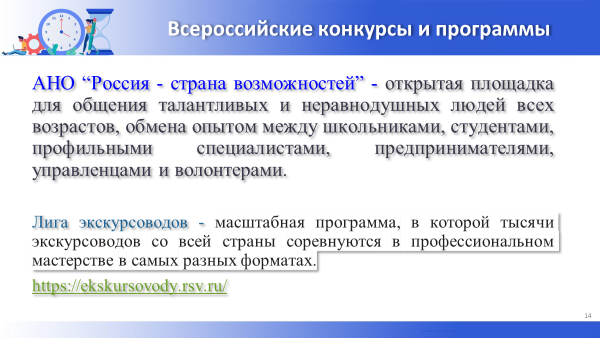 Всероссийские конкурсы и программы
АНО “Россия - страна возможностей” - открытая площадка
для общения талантливых и неравнодушных людей всех
возрастов, обмена опытом между школьниками, студентами,
профильными специалистами, предпринимателями,
управленцами и волонтерами.
Лига экскурсоводов - масштабная программа, в которой тысячи
экскурсоводов со всей страны соревнуются в профессиональном
мастерстве в самых разных форматах.
https://ekskursovody.rsv.ru/
14